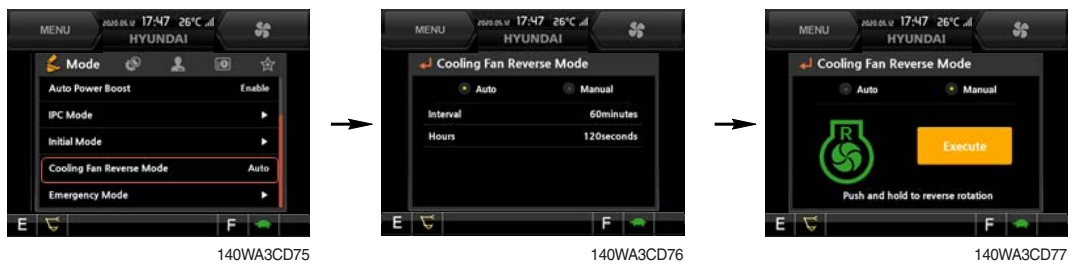 MENU
2020.05.12 17:47 26°C
HYUNDAI
Mode
Auto Power Boost Enable
IPC Mode
Initial Mode
Cooling Fan Reverse Mode Auto
Emergency Mode
E F
140WA3CD75
MENU
2020.05.12 17:47 26°C
HYUNDAI
Cooling Fan Reverse Mode
Auto Manual
Interval 60minutes
Hours 120seconds
E F
140WA3CD76
MENU
2020.05.12 17:47 26°C
HYUNDAI
Cooling Fan Reverse Mode
Auto Manual
R
Execute
Push and hold to reverse rotation
E F
140WA3CD77